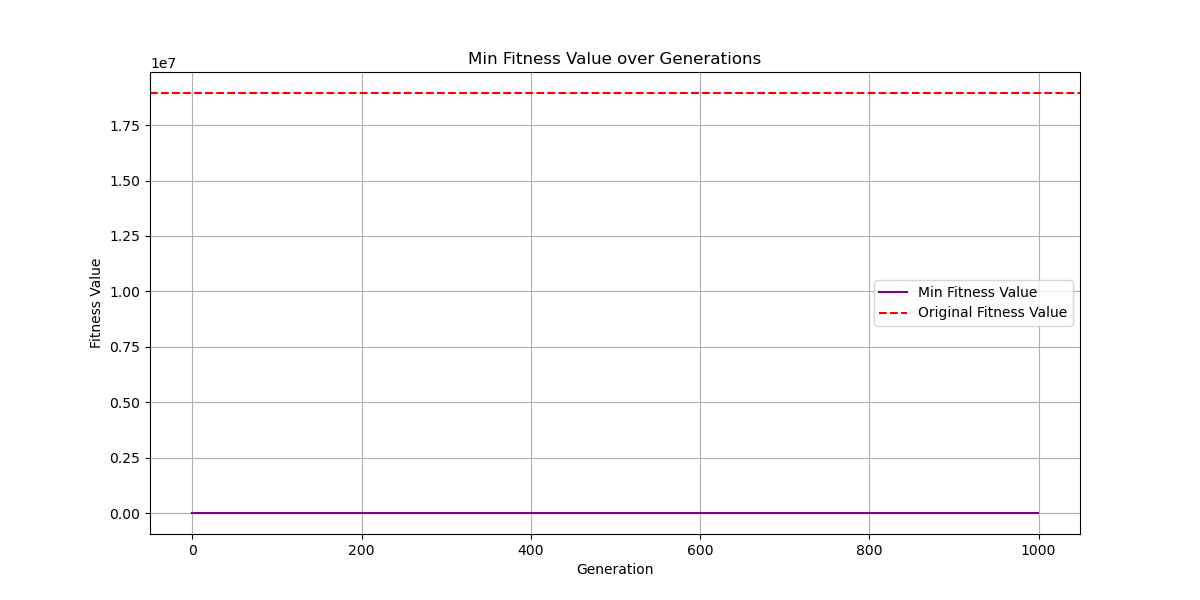 Min Fitness Value over Generations
1e7
1.75
1.50
1.25
1.00
0.75
0.50
0.25
0.00
Fitness Value
Min Fitness Value
Original Fitness Value
0 200 400 600 800 1000
Generation